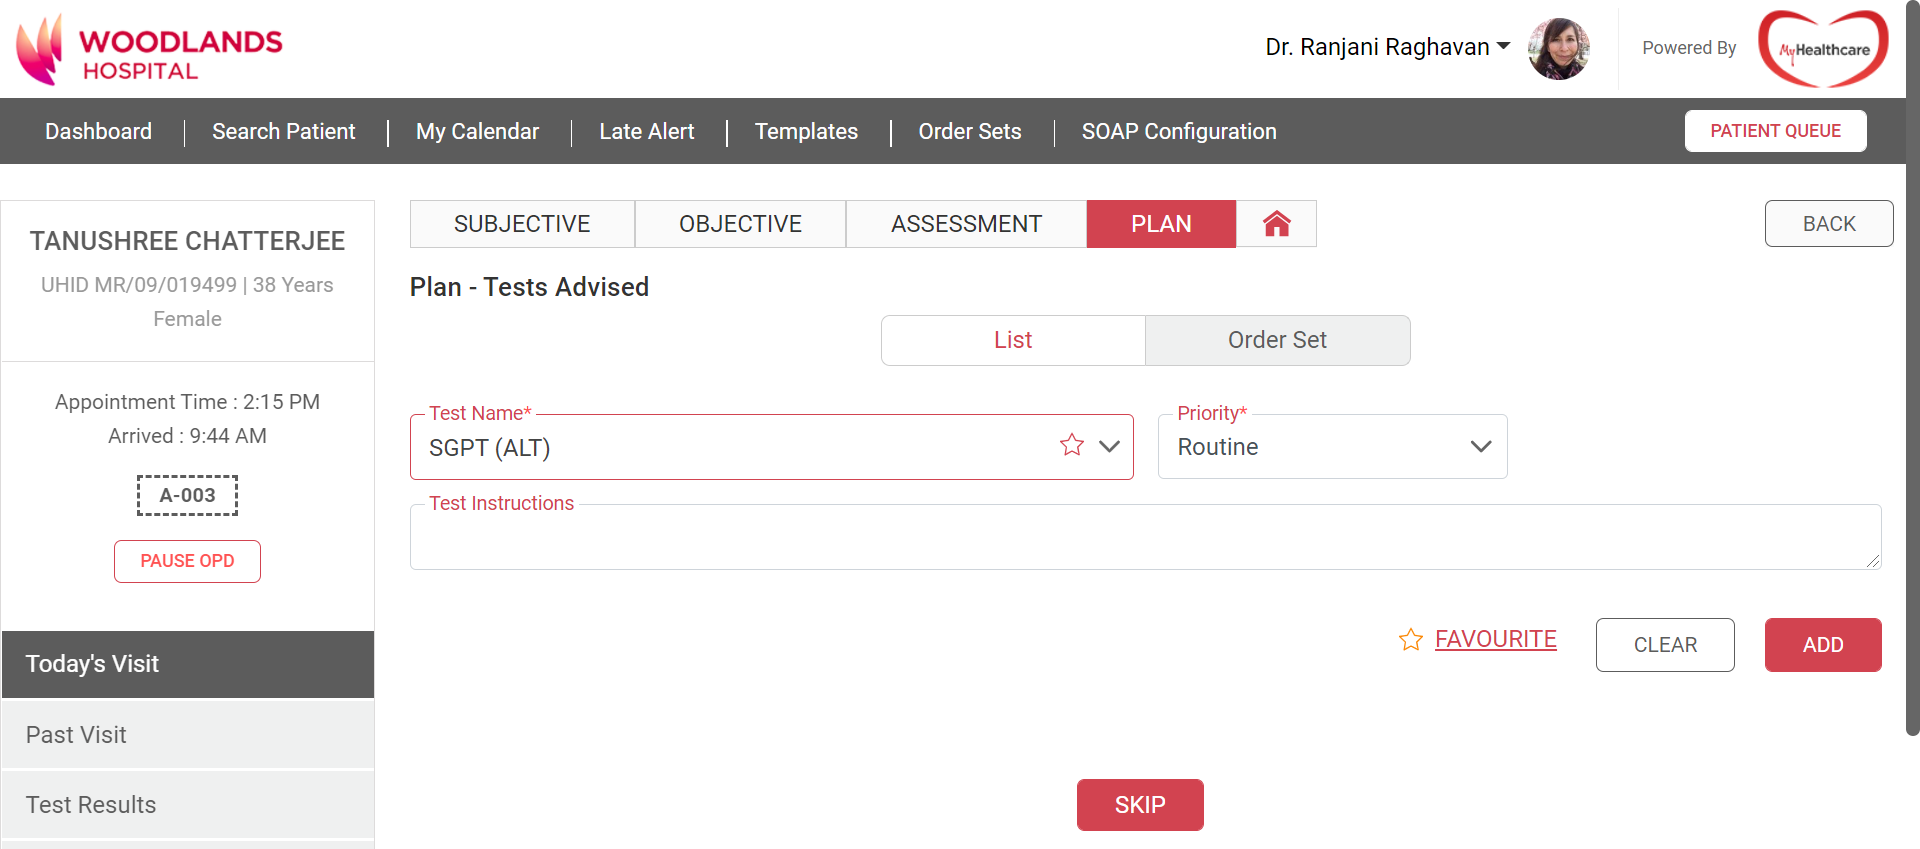 WOODLANDS
HOSPITAL
Dr. Ranjani Raghavan
Powered By
MyHealthcare
Dashboard
Search Patient
My Calendar
Late Alert
Templates
Order Sets
SOAP Configuration
PATIENT QUEUE
TANUSHREE CHATTERJEE
UHID MR/09/019499 | 38 Years
Female
Appointment Time : 2:15 PM
Arrived : 9:44 AM
A-003
PAUSE OPD
Today's Visit
Past Visit
Test Results
SUBJECTIVE
OBJECTIVE
ASSESSMENT
PLAN
BACK
Plan - Tests Advised
List
Order Set
Test Name*
SGPT (ALT)
Priority*
Routine
Test Instructions
FAVOURITE
CLEAR
ADD
SKIP